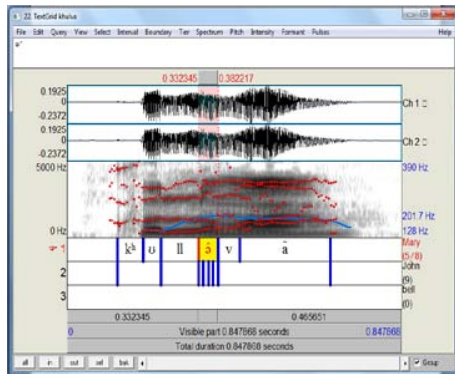 22. TextGrid khulus
File Edit Query View Select Interval Boundary Tier Spectrum Pitch Intensity Formant Pulses Help
0.332345 0.382217
0.1925
0
-0.2372
Ch 1
0.1925
0
-0.2372
Ch 2
5000 Hz
390 Hz
201.7 Hz
0 Hz
128 Hz
1 kʰ ʊ ll v Mary
(5/8)
2 John
(9)
3 bell
(0)
0.332345 0.465651
0 Visible part 0.847868 seconds 0.847868
Total duration 0.847868 seconds
all in out sel bak Group